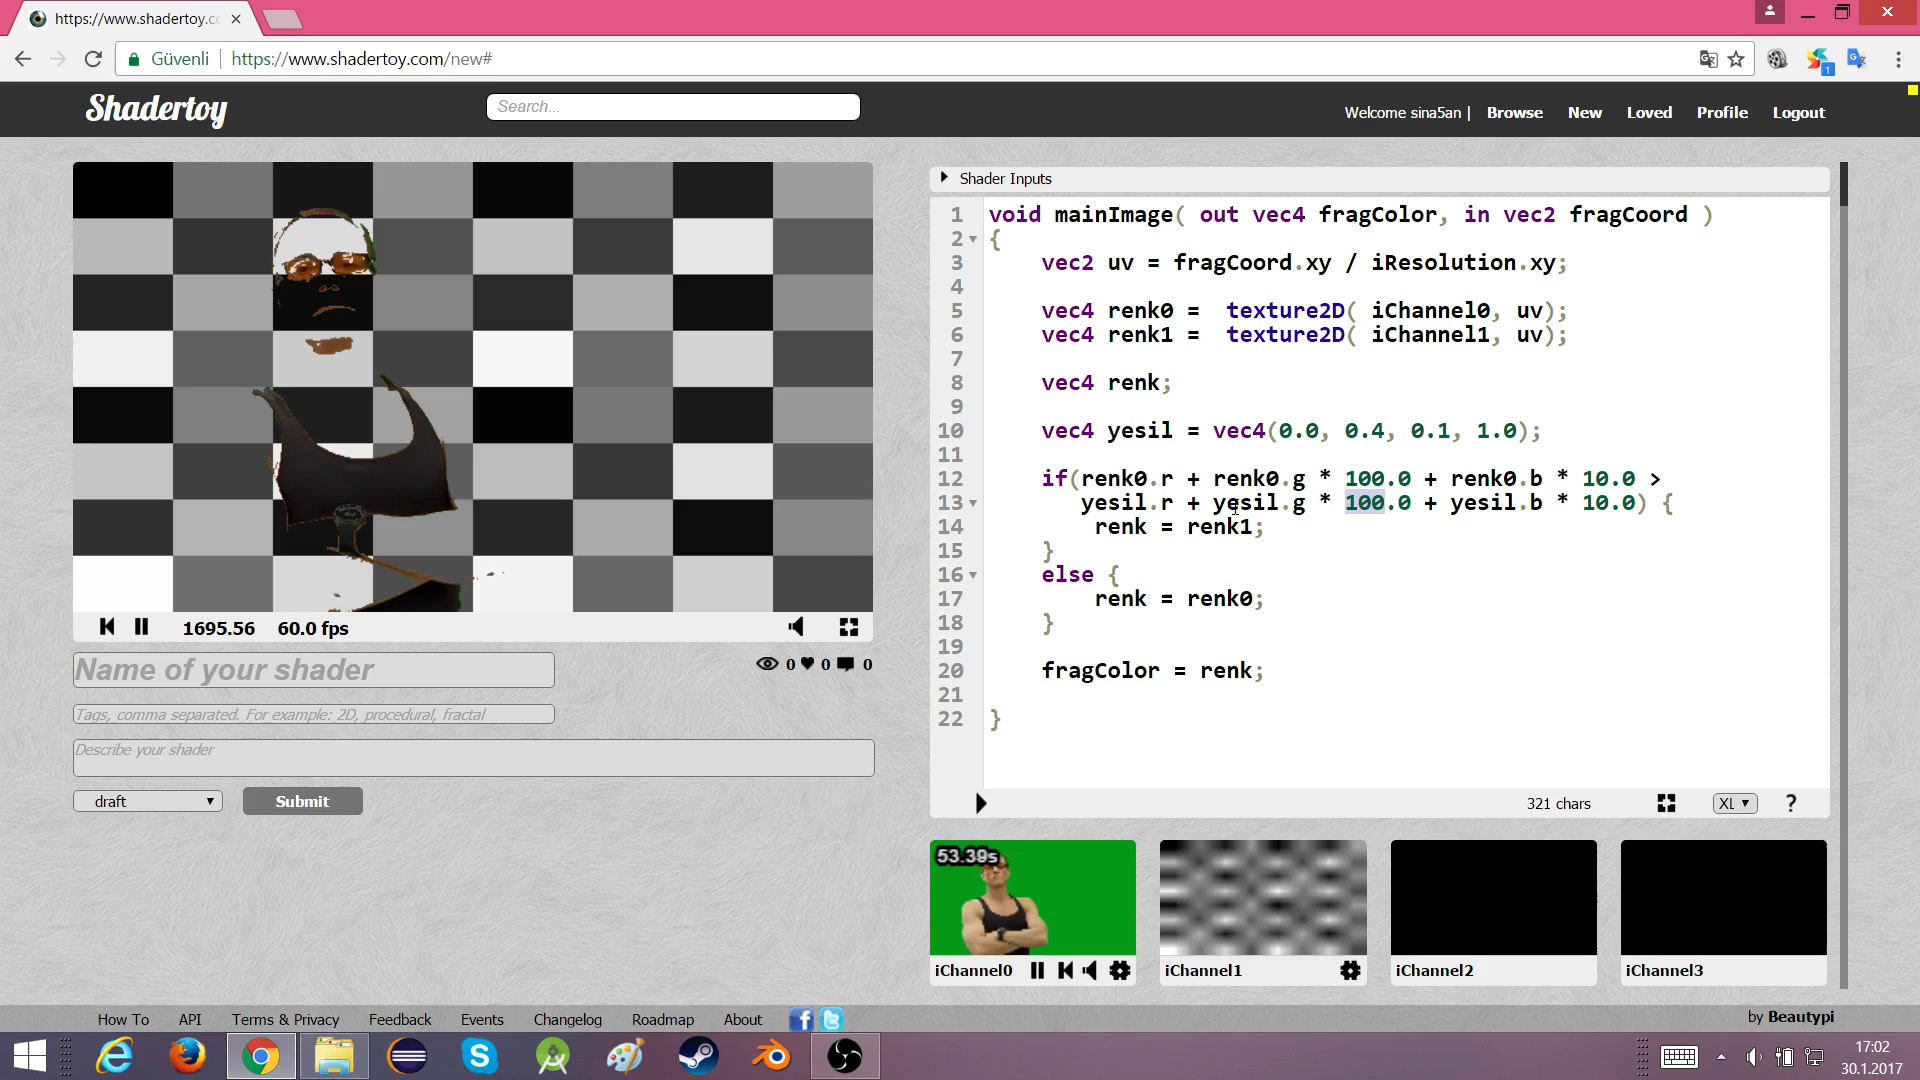 https://www.shadertoy.co
Güvenli
https://www.shadertoy.com/new#
1
Shadertoy
Search...
Welcome sina5an |
Browse
New
Loved
Profile
Logout
Shader Inputs
1 void mainImage( out vec4 fragColor, in vec2 fragCoord )
2 {
3 vec2 uv = fragCoord.xy / iResolution.xy;
4
5 vec4 renk0 =  texture2D( iChannel0, uv);
6 vec4 renk1 =  texture2D( iChannel1, uv);
7
8 vec4 renk;
9
10 vec4 yesil = vec4(0.0, 0.4, 0.1, 1.0);
11
12 if(renk0.r + renk0.g * 100.0 + renk0.b * 10.0 >
13 yesil.r + yesil.g * 100.0 + yesil.b * 10.0) {
14 renk = renk1;
15 }
16 else {
17 renk = renk0;
18 }
19
20 fragColor = renk;
21
22 }
321 chars
XL
?
1695.56
60.0 fps
0
0
0
Name of your shader
Tags, comma separated. For example: 2D, procedural, fractal
Describe your shader
draft
Submit
53.39s
iChannel0
iChannel1
iChannel2
iChannel3
How To
API
Terms & Privacy
Feedback
Events
Changelog
Roadmap
About
by Beautypi
17:02
30.1.2017